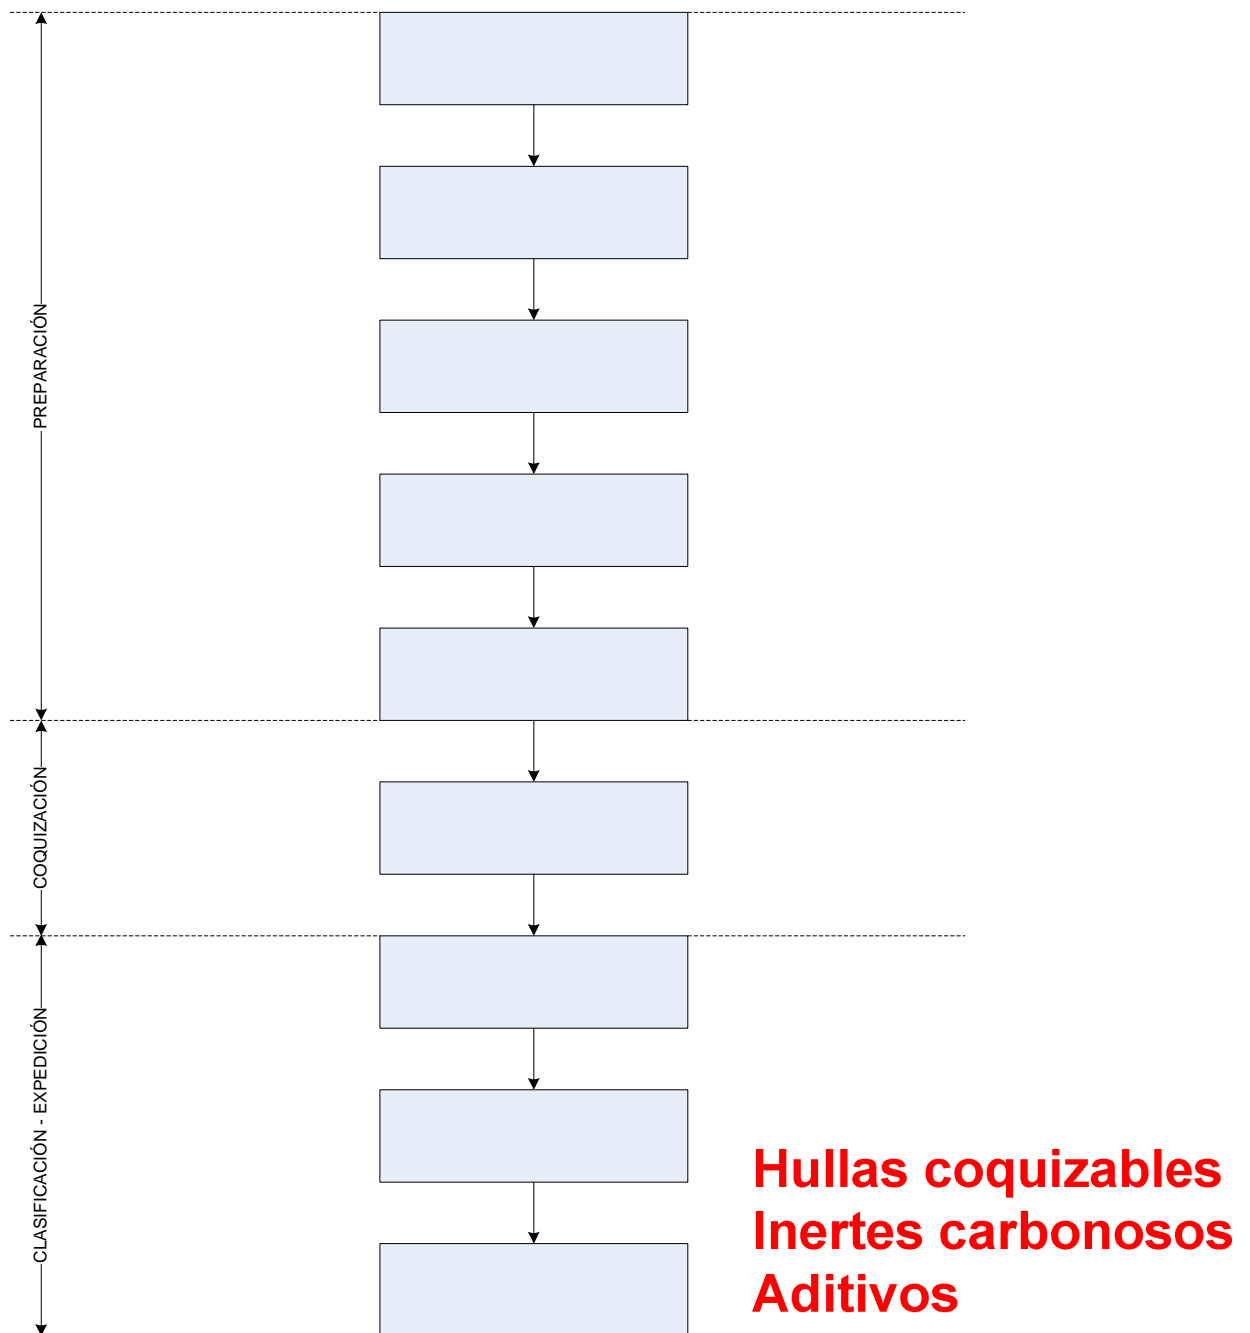 PREPARACIÓN
COQUIZACIÓN
CLASIFICACIÓN - EXPEDICIÓN
Hullas coquizables
Inertes carbonosos
Aditivos